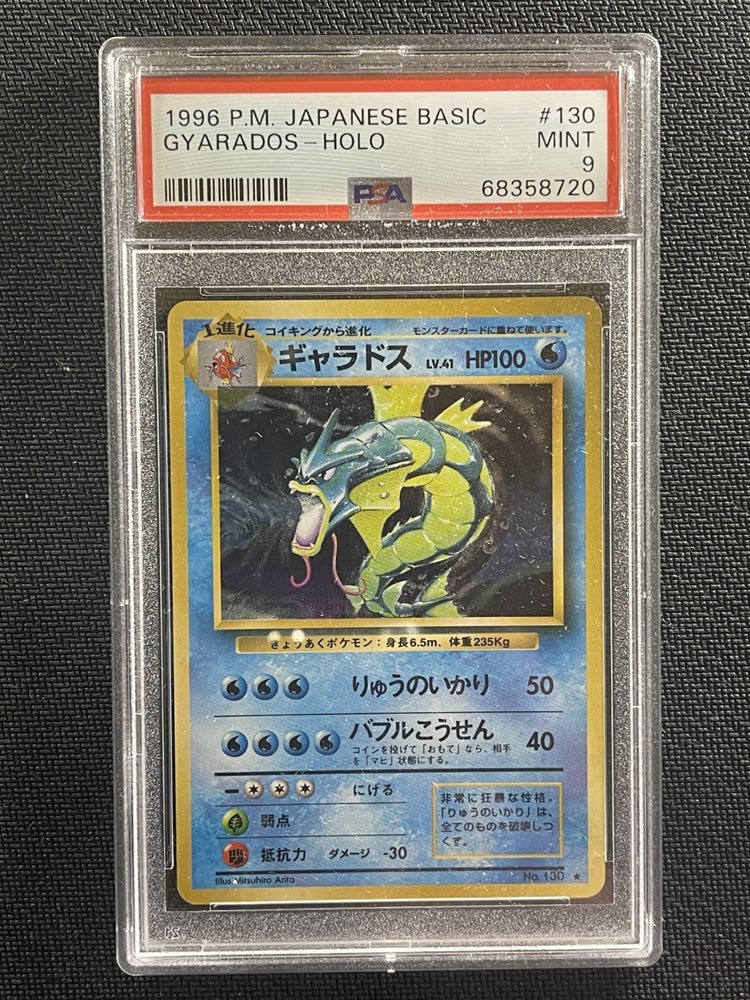 1996 P.M. JAPANESE BASIC #130
GYARADOS - HOLO MINT
9
PSA 68358720
1進化 コイキングから進化 モンスターカードに重ねて使います。
ギャラドス LV.41 HP100
きょうあくポケモン：身長6.5m、体重235Kg
りゅうのいかり 50
バブルこうせん 40
コインを投げて「おもて」なら、相手
を「マヒ」状態にする。
にげる
弱点
抵抗力 ダメージ -30
非常に狂暴な性格。
「りゅうのいかり」は、
全てのものを破壊しつ
くす。
Illus. Mitsuhiro Arita No. 130 ★